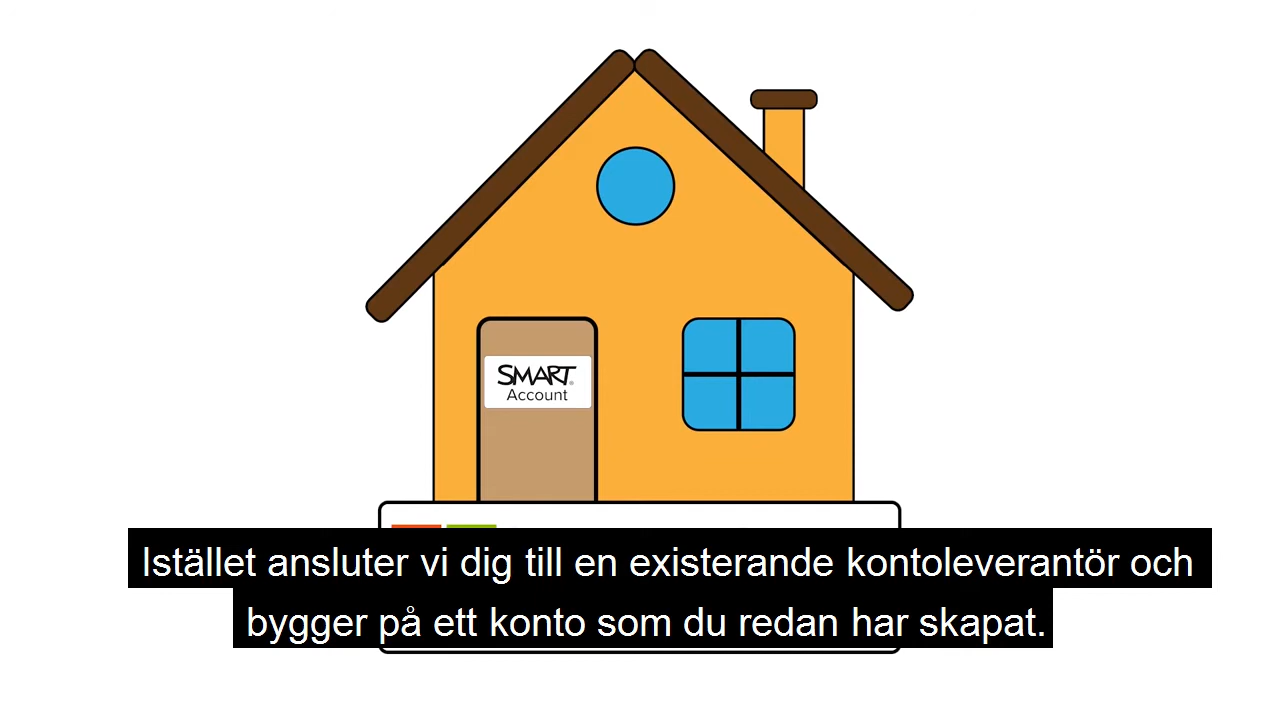 SMART
Account
Istället ansluter vi dig till en existerande kontoleverantör och
bygger på ett konto som du redan har skapat.